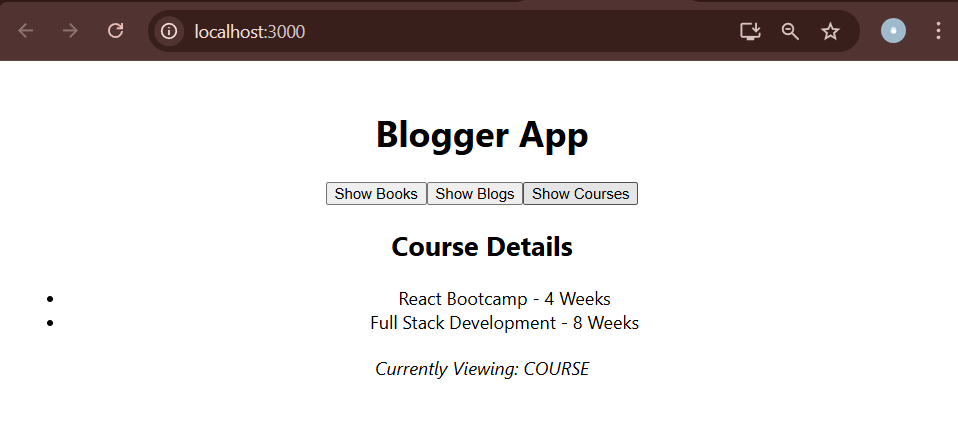 localhost:3000
Blogger App
Show Books Show Blogs Show Courses
Course Details
• React Bootcamp - 4 Weeks
• Full Stack Development - 8 Weeks
Currently Viewing: COURSE